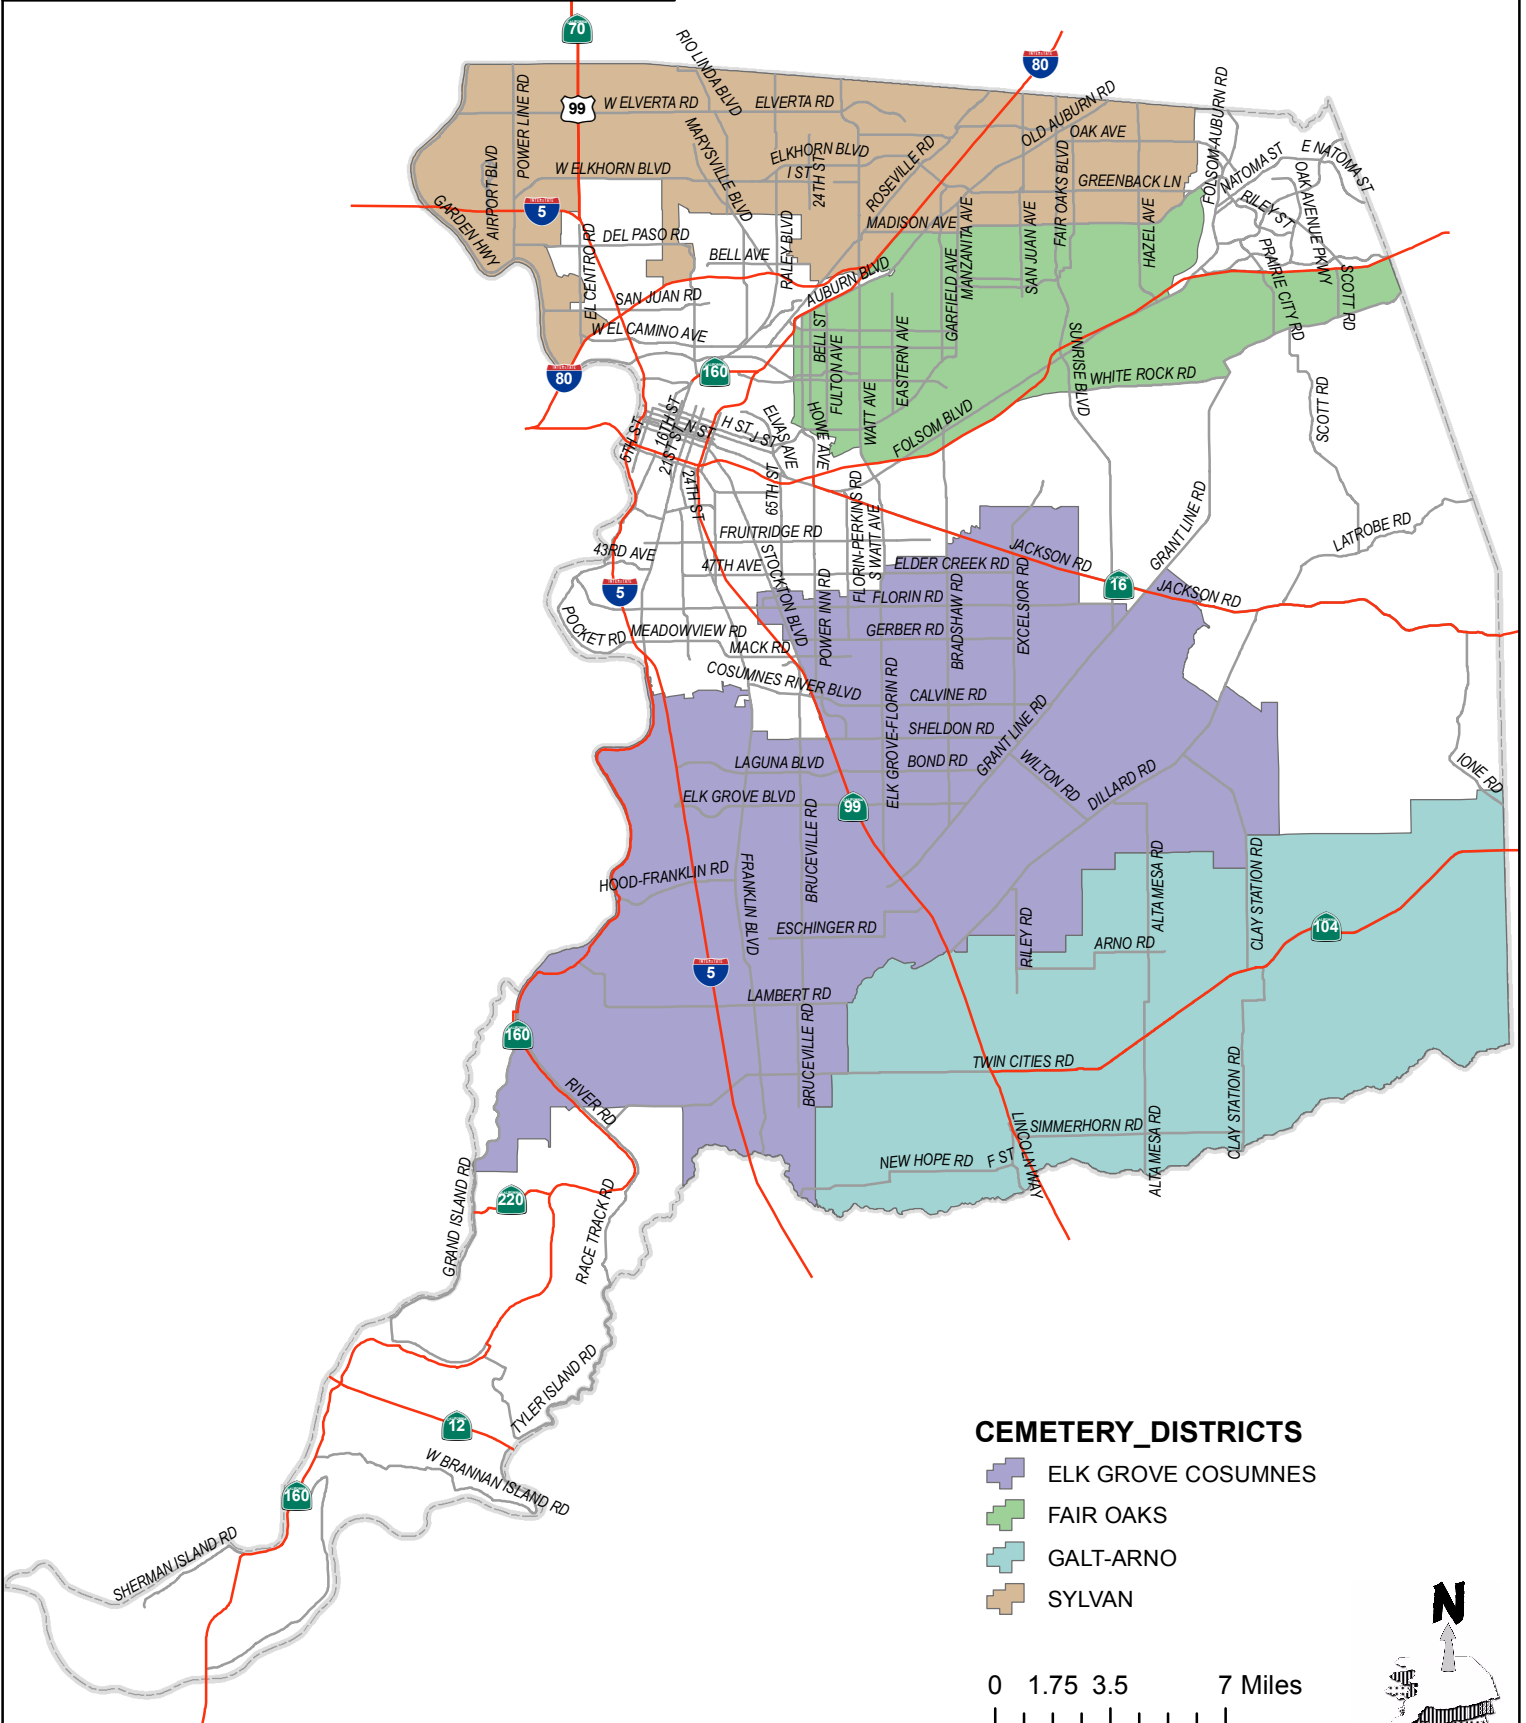 70
RIO LINDA BLVD
INTERSTATE
80
POWER LINE RD
99
W ELVERTA RD
ELVERTA RD
OLD AUBURN RD
FOLSOM-AUBURN RD
MARYSVILLE BLVD
ROSEVILLE RD
OAK AVE
AIRPORT BLVD
W ELKHORN BLVD
ELKHORN BLVD
I ST
24TH ST
FAIR OAKS BLVD
GREENBACK LN
NATOMA ST
E NATOMA ST
OAK AVENUE PKWY
RILEY ST
GARDEN HWY
INTERSTATE
5
EL CENTRO RD
DEL PASO RD
BELL AVE
RALEY BLVD
MADISON AVE
MANZANITA AVE
SAN JUAN AVE
HAZEL AVE
PRAIRIE CITY RD
SCOTT RD
SAN JUAN RD
AUBURN BLVD
GARFIELD AVE
W EL CAMINO AVE
BELL ST
FULTON AVE
EASTERN AVE
SUNRISE BLVD
INTERSTATE
80
160
WHITE ROCK RD
SCOTT RD
5TH ST
16TH ST
21ST ST
N ST
H ST
J ST
ELVAS AVE
HOWE AVE
WATT AVE
FOLSOM BLVD
24TH ST
65TH ST
FLORIN-PERKINS RD
S WATT AVE
GRANT LINE RD
LATROBE RD
43RD AVE
FRUITRIDGE RD
47TH AVE
STOCKTON BLVD
ELDER CREEK RD
JACKSON RD
INTERSTATE
5
16
JACKSON RD
POCKET RD
MEADOWVIEW RD
MACK RD
POWER INN RD
FLORIN RD
GERBER RD
BRADSHAW RD
EXCELSIOR RD
COSUMNES RIVER BLVD
ELK GROVE-FLORIN RD
CALVINE RD
SHELDON RD
GRANT LINE RD
LAGUNA BLVD
BOND RD
WILTON RD
DILLARD RD
IONE RD
ELK GROVE BLVD
BRUCEVILLE RD
99
HOOD-FRANKLIN RD
FRANKLIN BLVD
ALTA MESA RD
CLAY STATION RD
ESCHINGER RD
RILEY RD
ARNO RD
104
INTERSTATE
5
LAMBERT RD
BRUCEVILLE RD
160
RIVER RD
TWIN CITIES RD
CLAY STATION RD
LINCOLN WAY
SIMMERHORN RD
ALTA MESA RD
NEW HOPE RD
F ST
GRAND ISLAND RD
220
RACE TRACK RD
TYLER ISLAND RD
12
W BRANNAN ISLAND RD
160
SHERMAN ISLAND RD
CEMETERY_DISTRICTS
ELK GROVE COSUMNES
FAIR OAKS
GALT-ARNO
SYLVAN
N
0 1.75 3.5 7 Miles